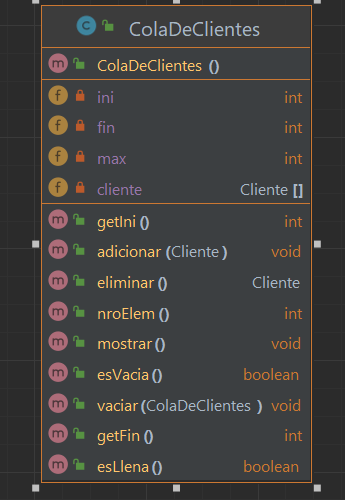 ColaDeClientes
ColaDeClientes ()
ini int
fin int
max int
cliente Cliente []
getIni () int
adicionar (Cliente ) void
eliminar () Cliente
nroElem () int
mostrar () void
esVacia () boolean
vaciar (ColaDeClientes ) void
getFin () int
esLlena () boolean